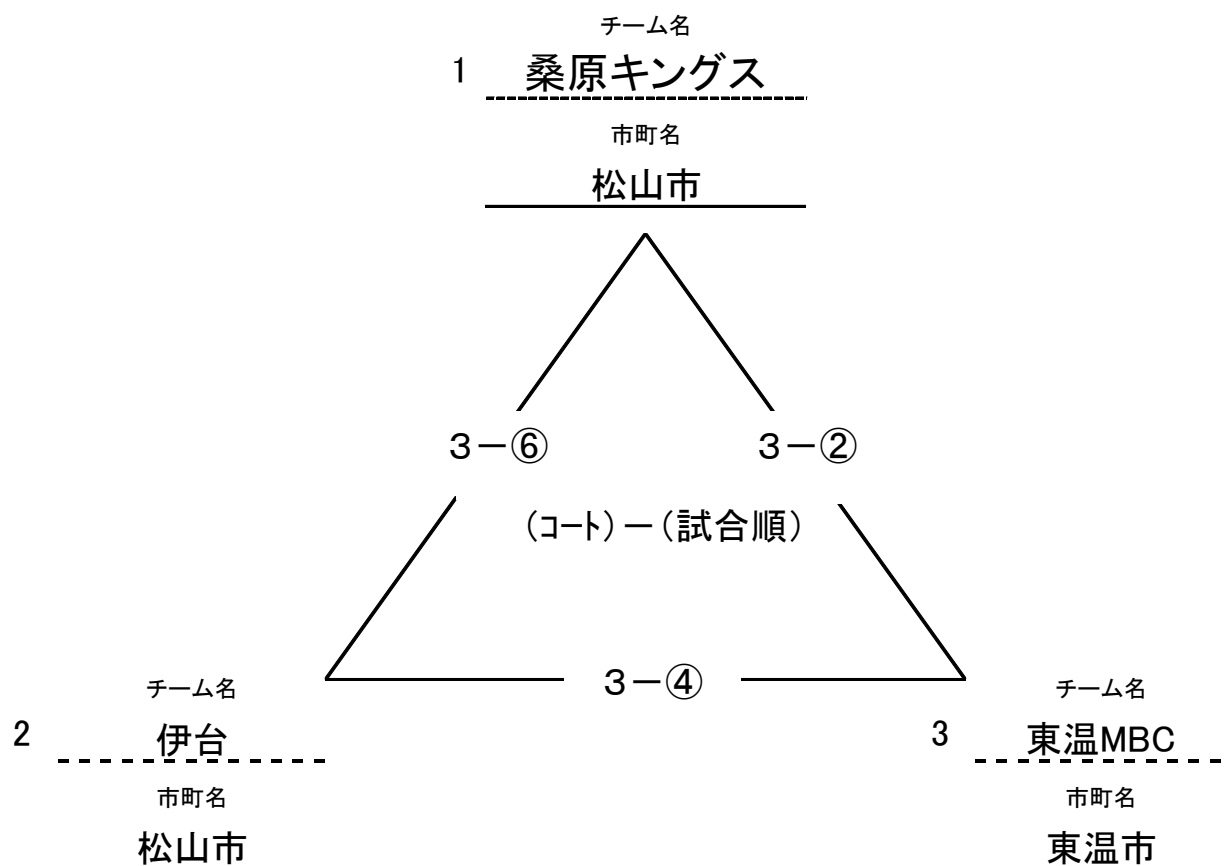 チーム名
1 桑原キングス
市町名
松山市
3-⑥ 3-②
(コート)-(試合順)
3-④
チーム名 チーム名
2 伊台 3 東温MBC
市町名 市町名
松山市 東温市